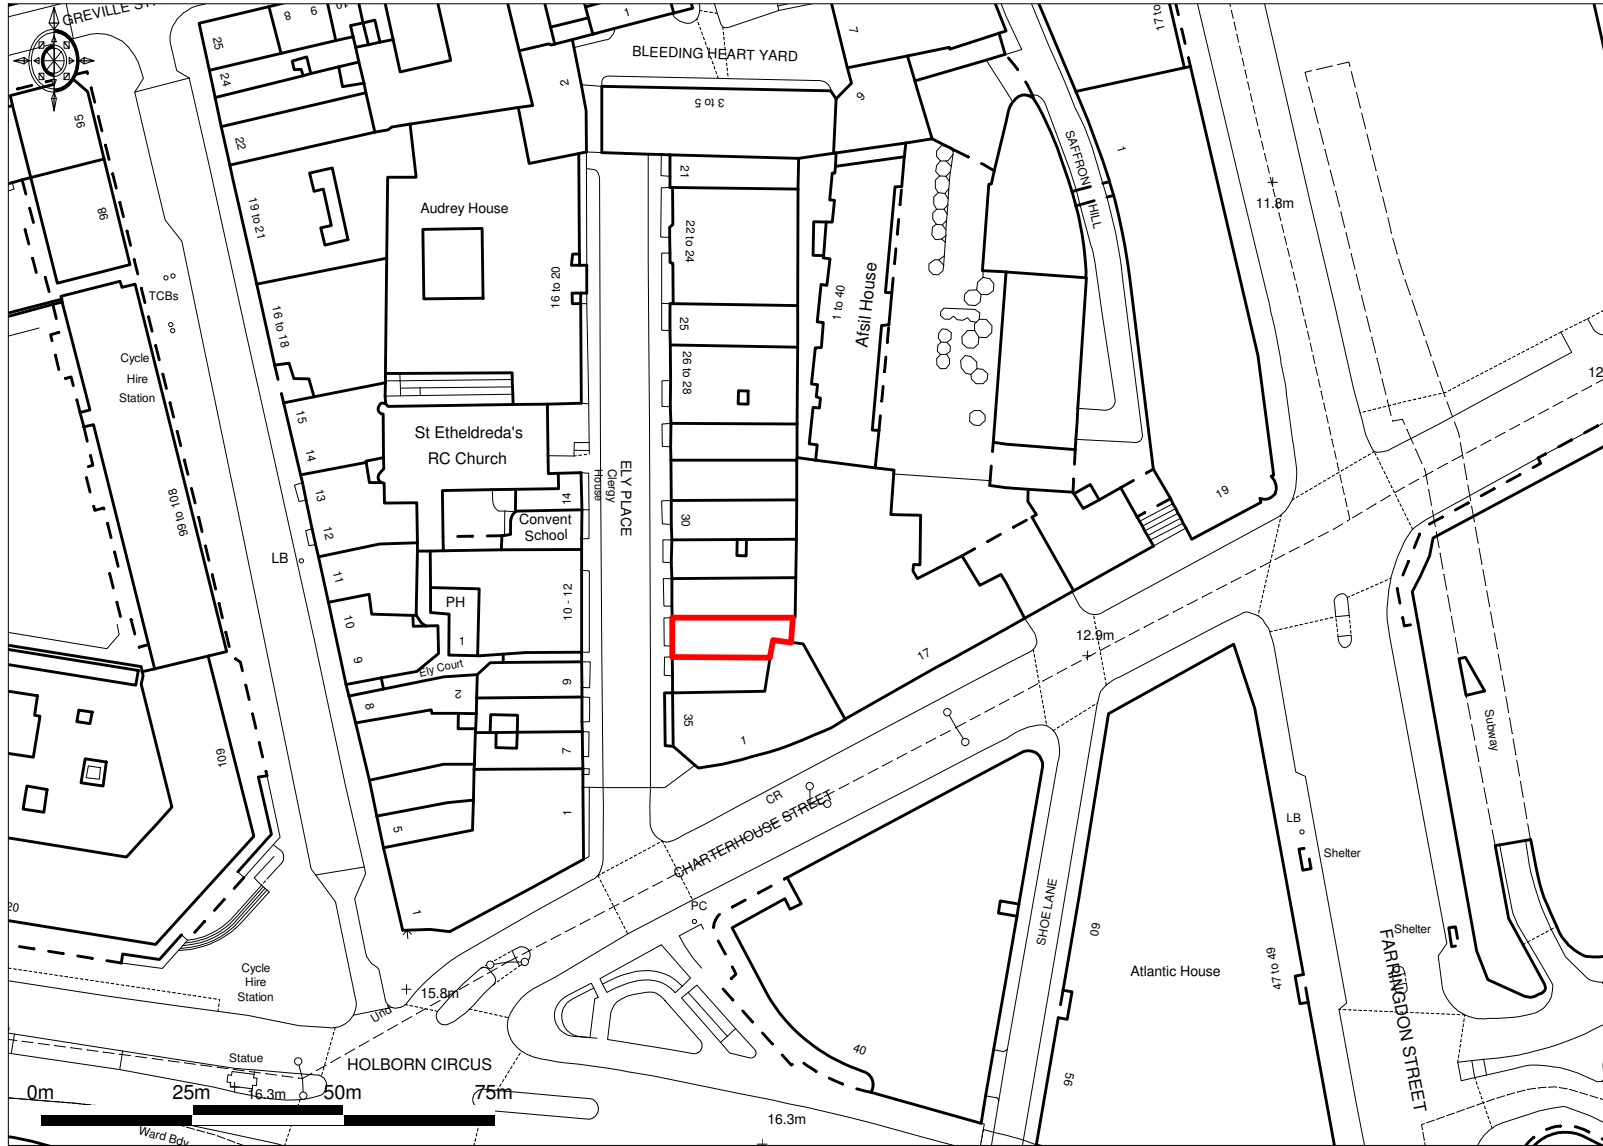 GREVILLE ST
8
9
10
1
25
24
22
2
BLEEDING HEART YARD
7
17 to
3 to 5
6
95
98
SAFFRON HILL
1
11.8m
21
Audrey House
19 to 21
22 to 24
16 to 20
TCBs
1 to 40
Afsil House
16 to 18
25
Cycle
Hire
Station
26 to 28
12
15
14
St Etheldreda's
RC Church
ELY PLACE
Clergy
House
13
12
14
Convent
School
30
99 to 108
19
LB
11
10
9
PH
1
10 - 12
Ely Court
2
8
9
12.9m
17
35
1
7
109
Subway
5
1
CR
CHARTERHOUSE STREET
LB
Shelter
1
PC
SHOE LANE
60
20
Shelter
FARRINGDON STREET
Cycle
Hire
Station
15.8m
Und
Atlantic House
47 to 49
40
Statue
HOLBORN CIRCUS
56
0m
25m
50m
75m
16.3m
16.3m
Ward Bdy